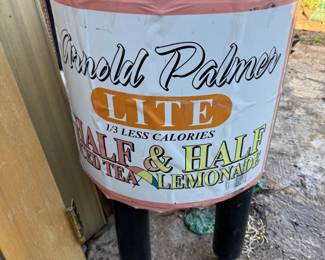 Arnold Palmer
LITE
1/3 LESS CALORIES
HALF & HALF
ICED TEA LEMONADE